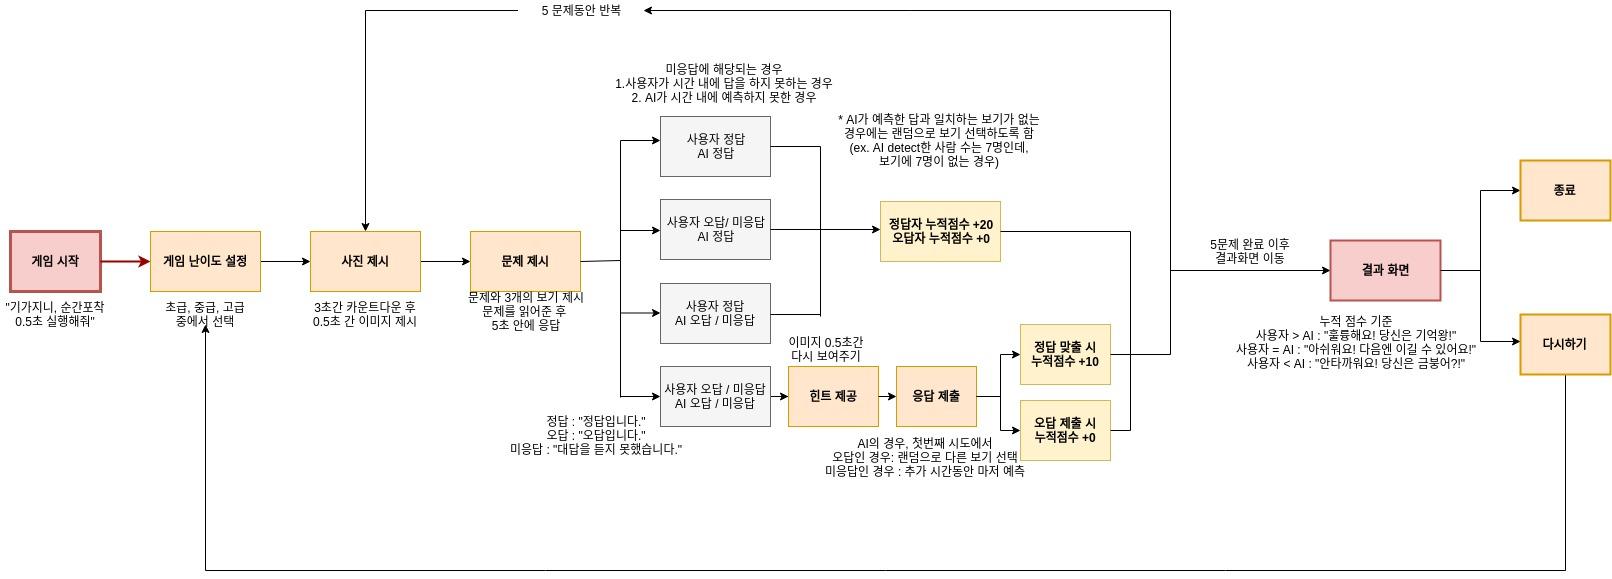 5 문제동안 반복
미응답에 해당되는 경우
1.사용자가 시간 내에 답을 하지 못하는 경우
2. AI가 시간 내에 예측하지 못한 경우
* AI가 예측한 답과 일치하는 보기가 없는
경우에는 랜덤으로 보기 선택하도록 함
(ex. AI detect한 사람 수는 7명인데,
보기에 7명이 없는 경우)
게임 시작
"기가지니, 순간포착
0.5초 실행해줘"
게임 난이도 설정
초급, 중급, 고급
중에서 선택
사진 제시
3초간 카운트다운 후
0.5초 간 이미지 제시
문제 제시
문제와 3개의 보기 제시
문제를 읽어준 후
5초 안에 응답
사용자 정답
AI 정답
사용자 오답/ 미응답
AI 정답
사용자 정답
AI 오답 / 미응답
사용자 오답 / 미응답
AI 오답 / 미응답
정답 : "정답입니다."
오답 : "오답입니다."
미응답 : "대답을 듣지 못했습니다."
정답자 누적점수 +20
오답자 누적점수 +0
이미지 0.5초간
다시 보여주기
힌트 제공
응답 제출
AI의 경우, 첫번째 시도에서
오답인 경우: 랜덤으로 다른 보기 선택
미응답인 경우 : 추가 시간동안 마저 예측
정답 맞출 시
누적점수 +10
오답 제출 시
누적점수 +0
5문제 완료 이후
결과화면 이동
결과 화면
누적 점수 기준
사용자 > AI : "훌륭해요! 당신은 기억왕!"
사용자 = AI : "아쉬워요! 다음엔 이길 수 있어요!"
사용자 < AI : "안타까워요! 당신은 금붕어?!"
종료
다시하기